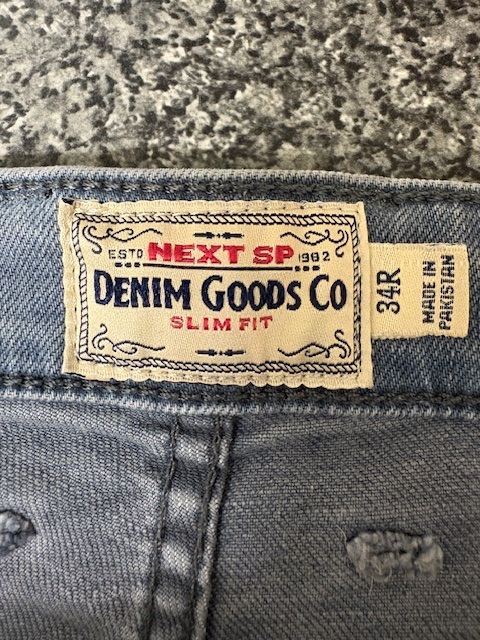 ESTD NEXT SP 1982
DENIM GOODS CO
SLIM FIT
34R
MADE IN
PAKISTAN